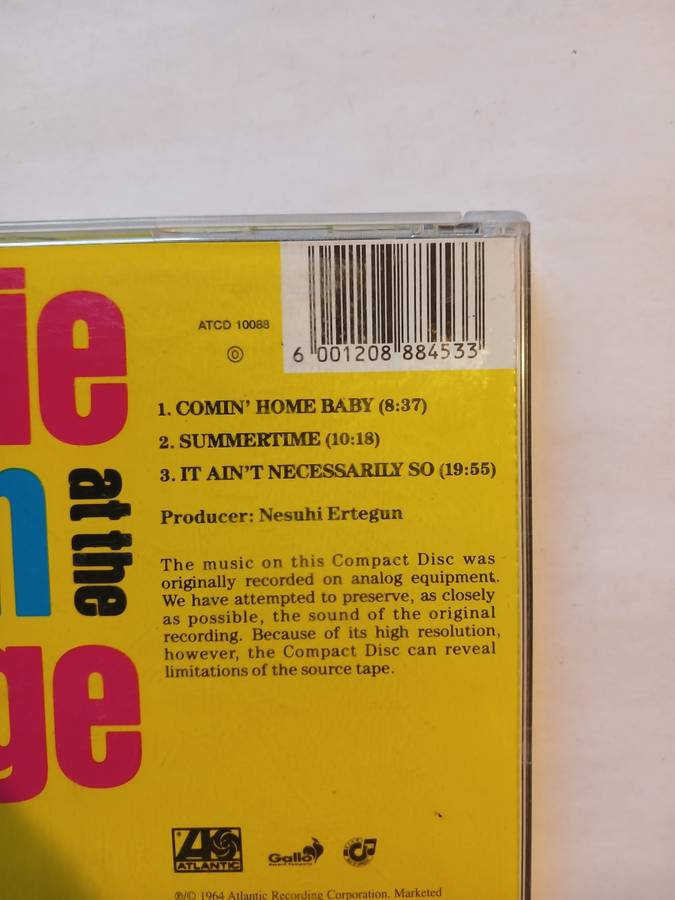 ie
n
at the
ge
ATCD 10088
6 001208 884533
1. COMIN' HOME BABY (8:37)
2. SUMMERTIME (10:18)
3. IT AIN'T NECESSARILY SO (19:55)
Producer: Nesuhi Ertegun
The music on this Compact Disc was
originally recorded on analog equipment.
We have attempted to preserve, as closely
as possible, the sound of the original
recording. Because of its high resolution,
however, the Compact Disc can reveal
limitations of the source tape.
ATLANTIC
Gallo
℗/© 1964 Atlantic Recording Corporation. Marketed